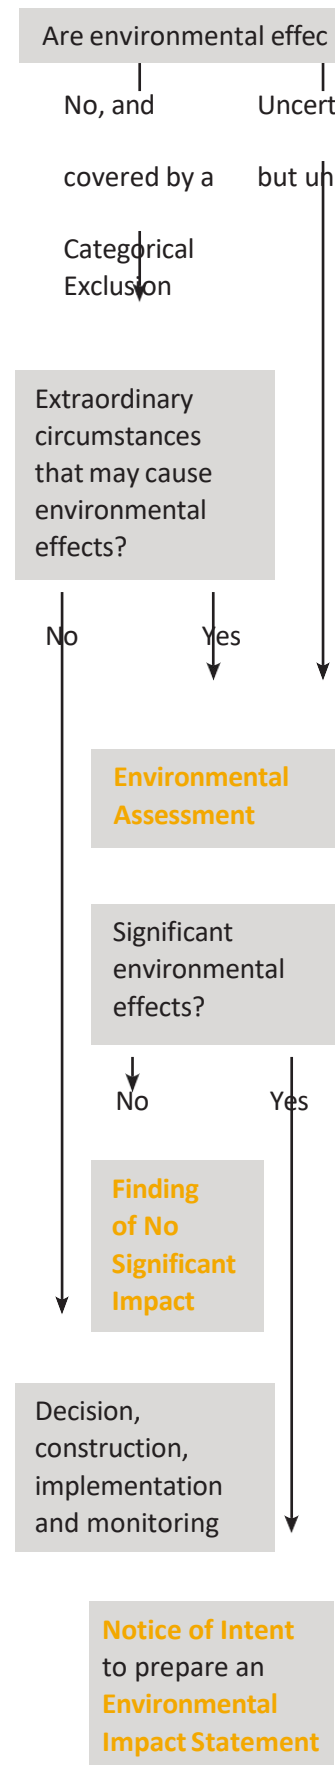 Are environmental effec
No, and
Uncert
covered by a
but un
Categorical
Exclusion
Extraordinary
circumstances
that may cause
environmental
effects?
No
Yes
Environmental
Assessment
Significant
environmental
effects?
No
Yes
Finding
of No
Significant
Impact
Decision,
construction,
implementation
and monitoring
Notice of Intent
to prepare an
Environmental
Impact Statement